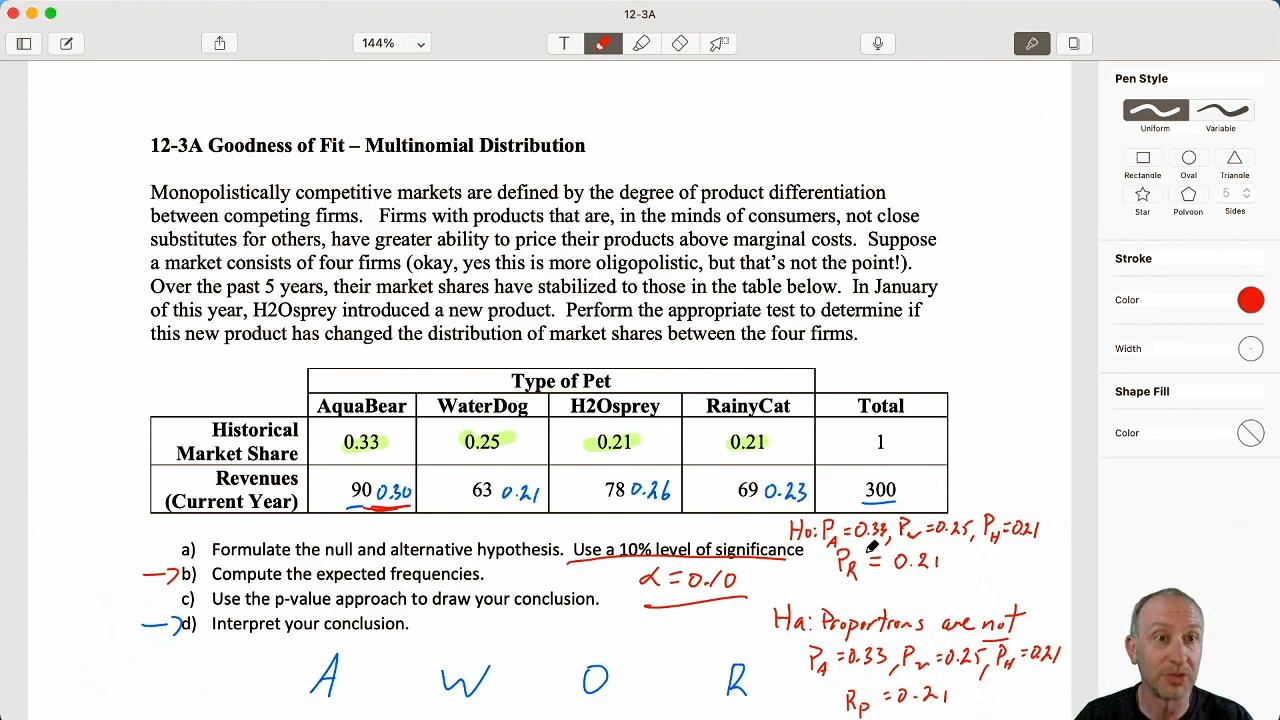 12-3A
144%
T
Pen Style
Uniform Variable
Rectangle Oval Triangle
5
Star Polygon Sides
Stroke
Color
Width
Shape Fill
Color
12-3A Goodness of Fit – Multinomial Distribution
Monopolistically competitive markets are defined by the degree of product differentiation
between competing firms. Firms with products that are, in the minds of consumers, not close
substitutes for others, have greater ability to price their products above marginal costs. Suppose
a market consists of four firms (okay, yes this is more oligopolistic, but that's not the point!).
Over the past 5 years, their market shares have stabilized to those in the table below. In January
of this year, H2Osprey introduced a new product. Perform the appropriate test to determine if
this new product has changed the distribution of market shares between the four firms.
Type of Pet
AquaBear WaterDog H2Osprey RainyCat Total
Historical Market Share 0.33 0.25 0.21 0.21 1
Revenues (Current Year) 90 0.30 63 0.21 78 0.26 69 0.23 300
a) Formulate the null and alternative hypothesis. Use a 10% level of significance
b) Compute the expected frequencies.
c) Use the p-value approach to draw your conclusion.
d) Interpret your conclusion.
α = 0.10
Ho: PA = 0.33, Pw = 0.25, PH = 0.21
PR = 0.21
Ha: Proportions are not
PA = 0.33, Pw = 0.25, PH = 0.21
Rp = 0.21
A W O R